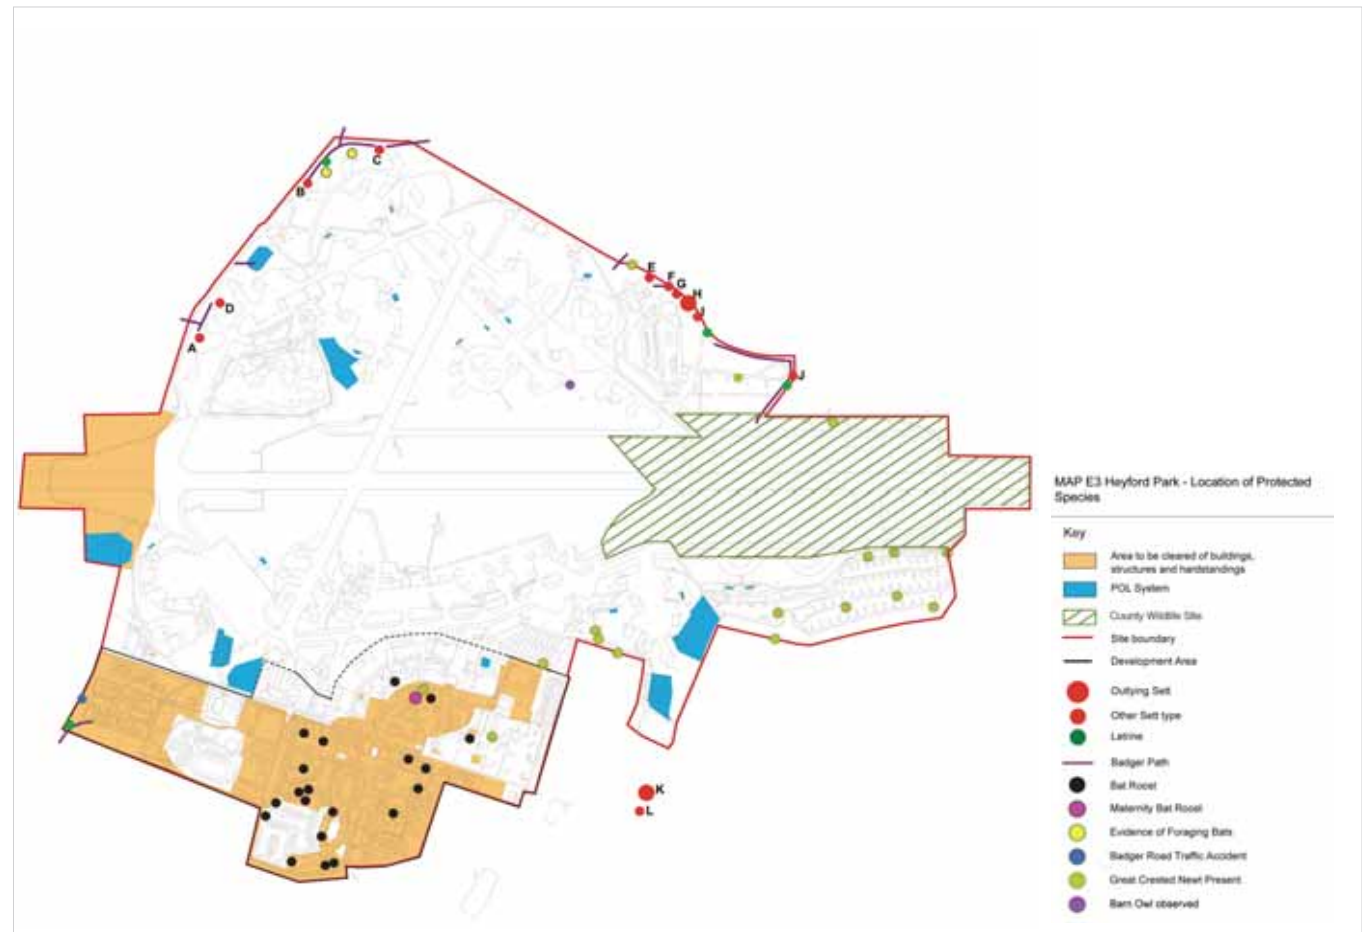 C
B
E
F
G
H
I
D
A
J
K
L
MAP E3 Heyford Park - Location of Protected
Species
Key
Area to be cleared of buildings,
structures and hardstandings
POL System
County Wildlife Site
Site boundary
Development Area
Outlying Sett
Other Sett type
Latrine
Badger Path
Bat Roost
Maternity Bat Roost
Evidence of Foraging Bats
Badger Road Traffic Accident
Great Crested Newt Present
Barn Owl observed